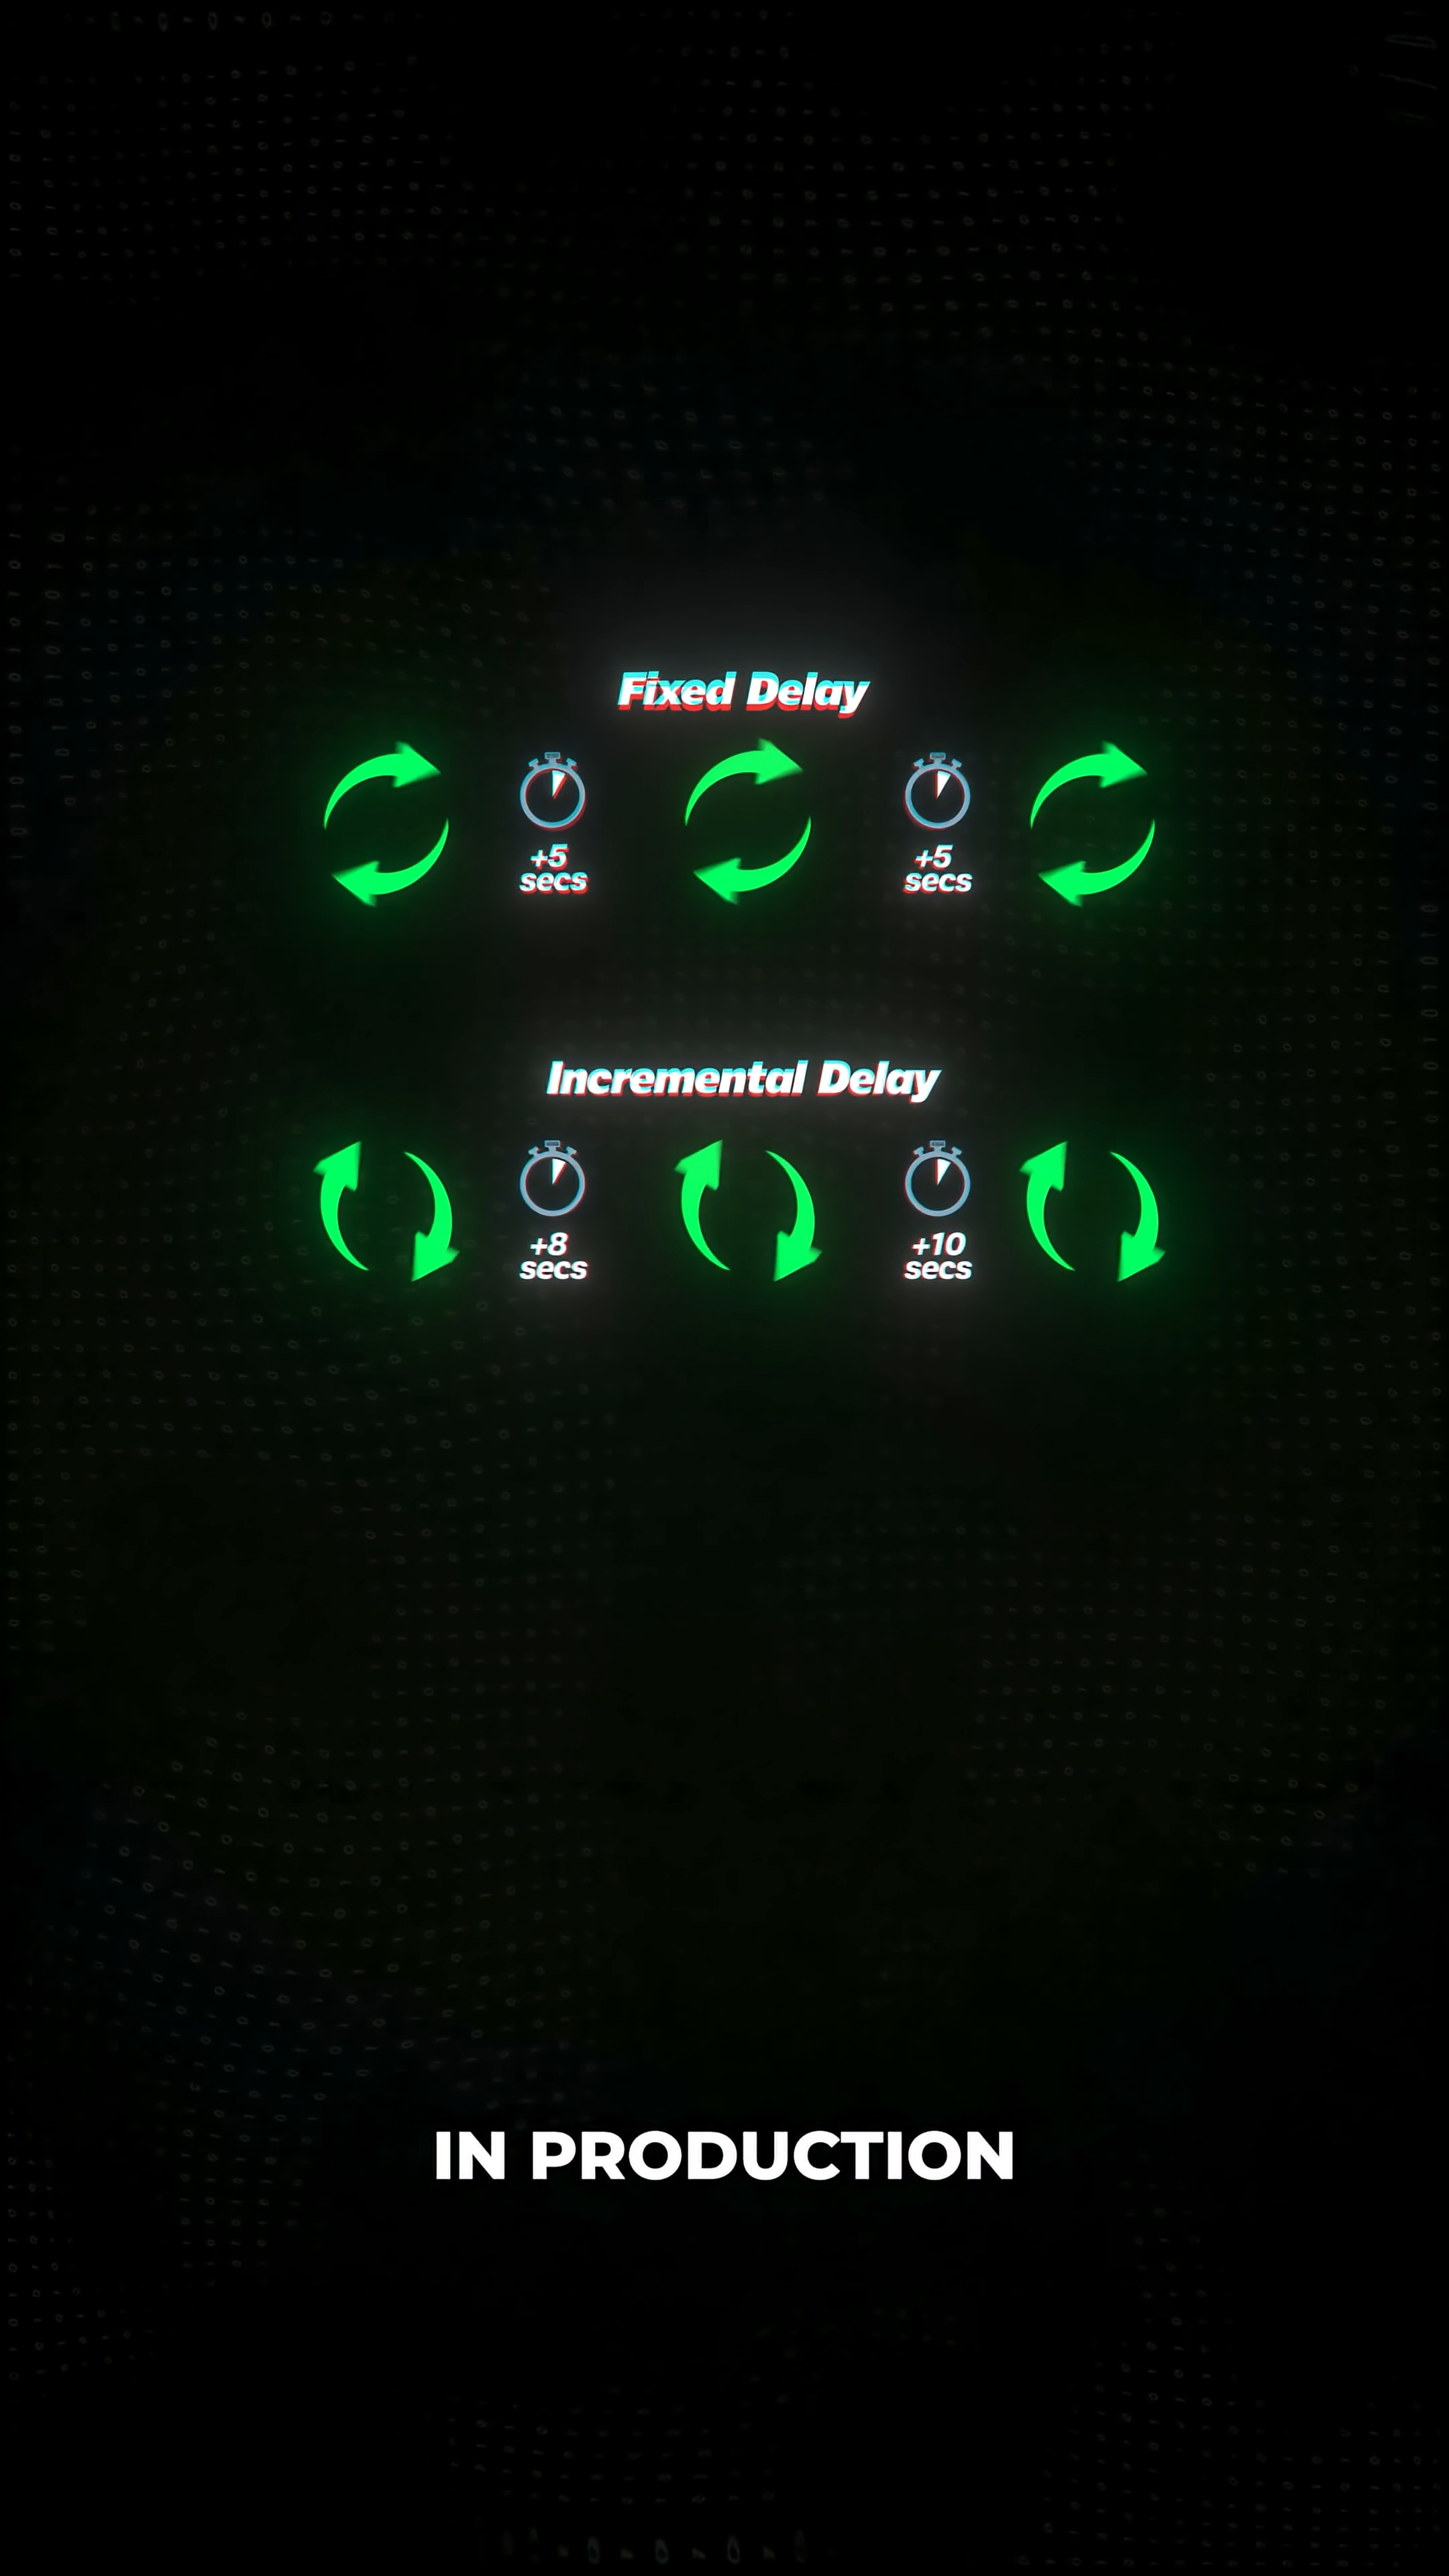 Fixed Delay
+5
secs
+5
secs
Incremental Delay
+8
secs
+10
secs
IN PRODUCTION